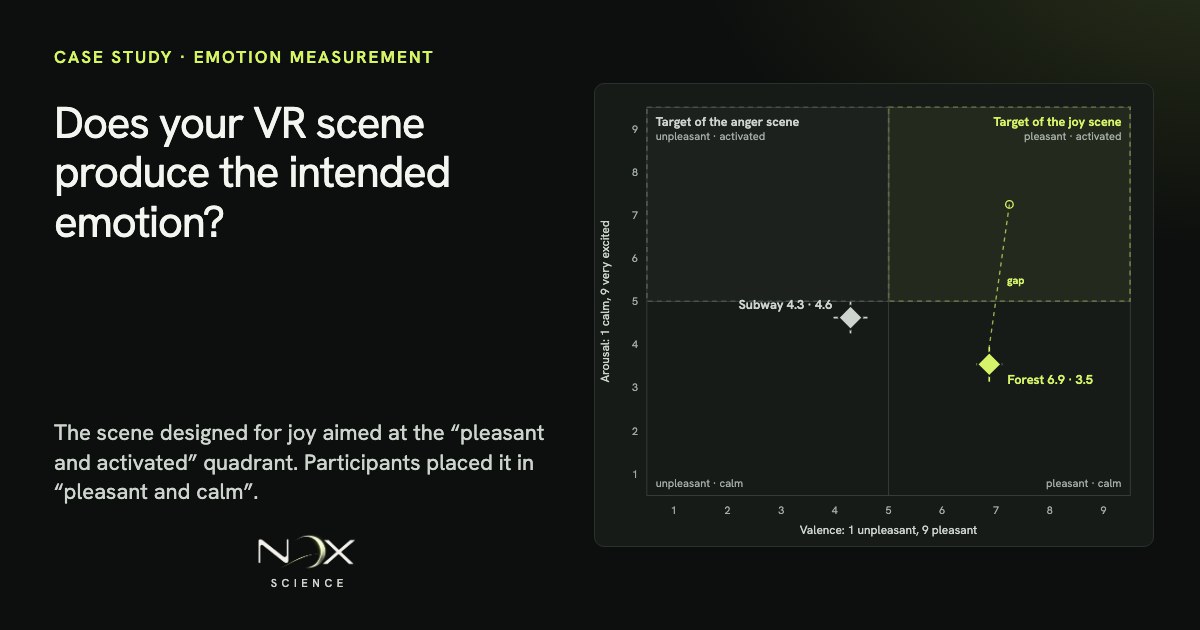 CASE STUDY · EMOTION MEASUREMENT
Does your VR scene
produce the intended
emotion?
The scene designed for joy aimed at the “pleasant
and activated” quadrant. Participants placed it in
“pleasant and calm”.
NOX
SCIENCE
Target of the anger scene
unpleasant · activated
Target of the joy scene
pleasant · activated
9
8
7
6
5
4
3
2
1
Arousal: 1 calm, 9 very excited
gap
Subway 4.3 · 4.6
Forest 6.9 · 3.5
unpleasant · calm
pleasant · calm
1 2 3 4 5 6 7 8 9
Valence: 1 unpleasant, 9 pleasant